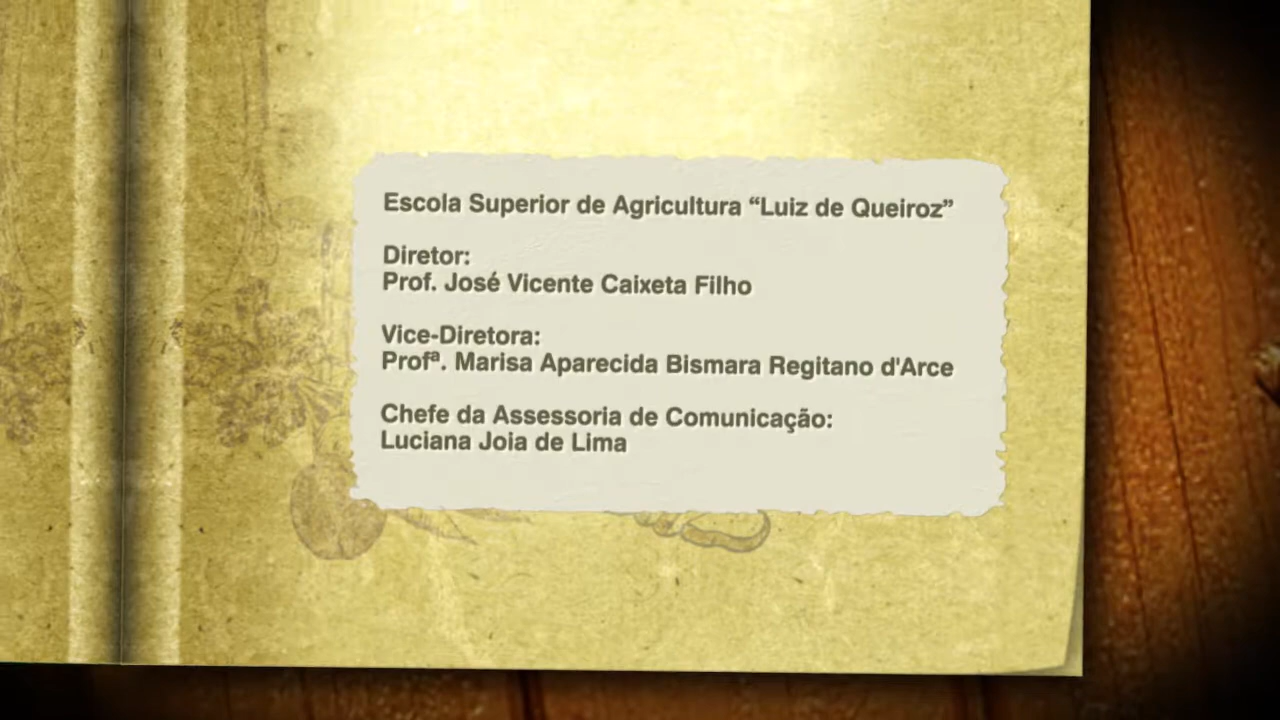 Escola Superior de Agricultura “Luiz de Queiroz”
Diretor:
Prof. José Vicente Caixeta Filho
Vice-Diretora:
Profª. Marisa Aparecida Bismara Regitano d'Arce
Chefe da Assessoria de Comunicação:
Luciana Joia de Lima